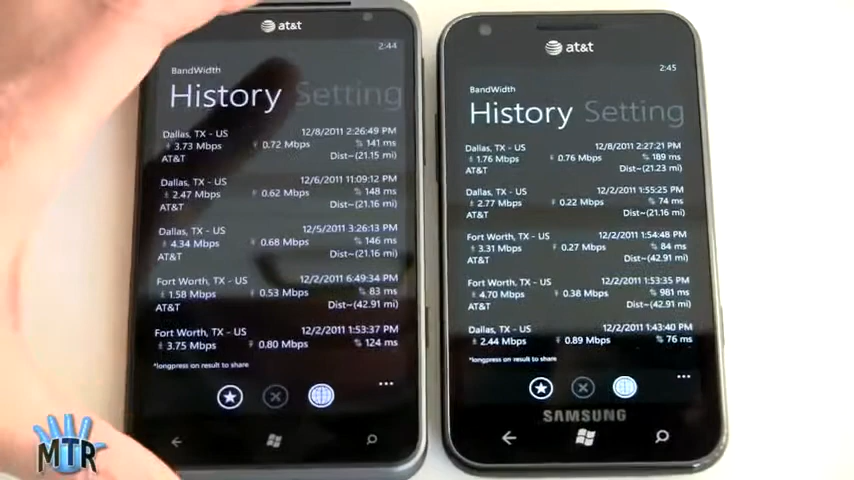 at&t
2:44
BandWidth
History Setting
Dallas, TX - US 12/8/2011 2:26:49 PM
3.73 Mbps 0.72 Mbps 141 ms
AT&T Dist~(21.15 mi)
Dallas, TX - US 12/6/2011 11:09:12 PM
2.47 Mbps 0.62 Mbps 148 ms
AT&T Dist~(21.16 mi)
Dallas, TX - US 12/5/2011 3:26:13 PM
4.34 Mbps 0.68 Mbps 146 ms
AT&T Dist~(21.16 mi)
Fort Worth, TX - US 12/2/2011 6:49:34 PM
1.58 Mbps 0.53 Mbps 83 ms
AT&T Dist~(42.91 mi)
Fort Worth, TX - US 12/2/2011 1:53:37 PM
3.75 Mbps 0.80 Mbps 124 ms
*longpress on result to share
at&t
2:45
BandWidth
History Setting
Dallas, TX - US 12/8/2011 2:27:21 PM
1.76 Mbps 0.76 Mbps 189 ms
AT&T Dist~(21.23 mi)
Dallas, TX - US 12/2/2011 1:55:25 PM
2.77 Mbps 0.22 Mbps 74 ms
AT&T Dist~(21.16 mi)
Fort Worth, TX - US 12/2/2011 1:54:48 PM
3.31 Mbps 0.27 Mbps 84 ms
AT&T Dist~(42.91 mi)
Fort Worth, TX - US 12/2/2011 1:53:35 PM
4.70 Mbps 0.38 Mbps 981 ms
AT&T Dist~(42.91 mi)
Dallas, TX - US 12/2/2011 1:43:40 PM
2.44 Mbps 0.89 Mbps 76 ms
*longpress on result to share
SAMSUNG
MTR